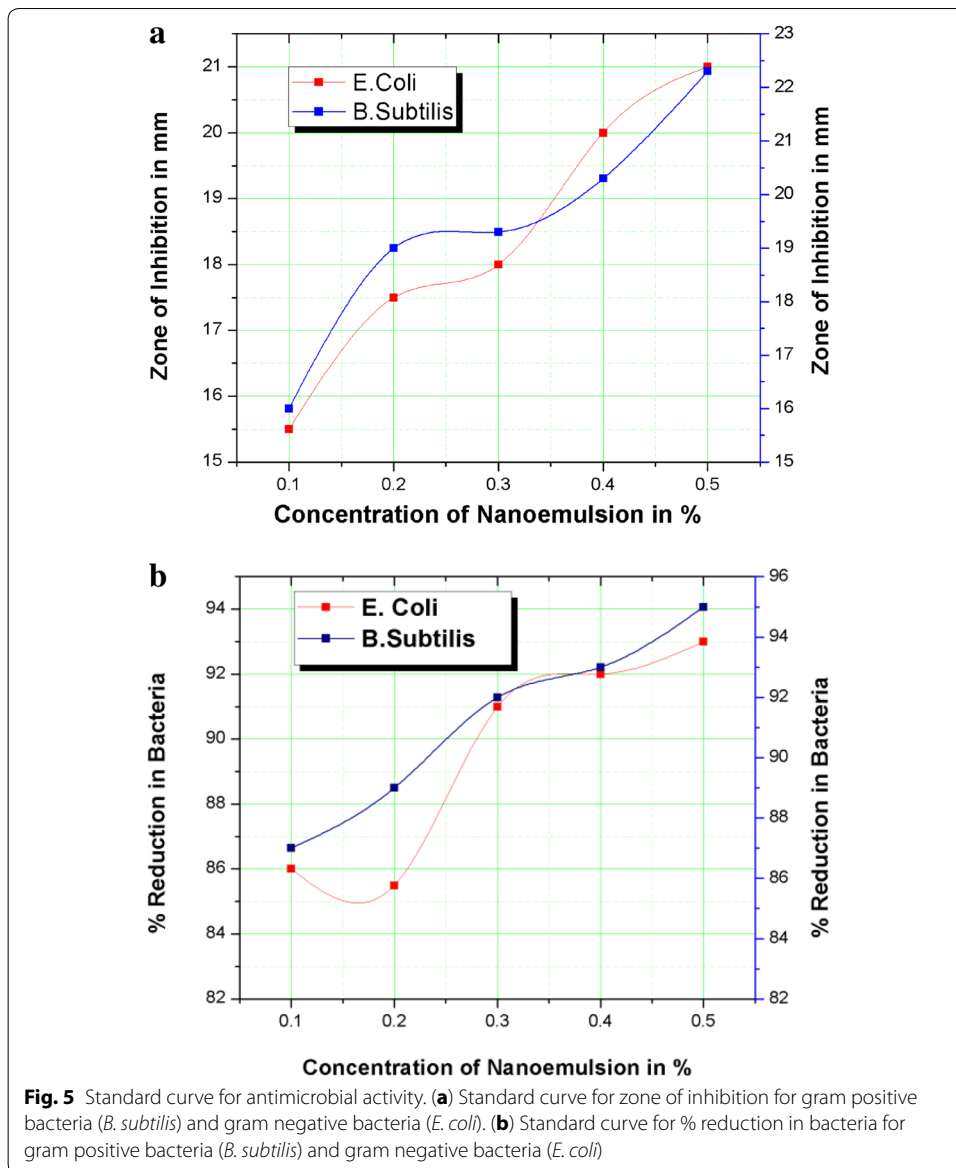 a
21
20
19
18
17
16
15
Zone of Inhibition in mm
E.Coli
B.Subtilis
23
22
21
20
19
18
17
16
15
Zone of Inhibition in mm
0.1 0.2 0.3 0.4 0.5
Concentration of Nanoemulsion in %
b
94
92
90
88
86
84
82
% Reduction in Bacteria
E. Coli
B.Subtilis
96
94
92
90
88
86
84
82
% Reduction in Bacteria
0.1 0.2 0.3 0.4 0.5
Concentration of Nanoemulsion in %
Fig. 5 Standard curve for antimicrobial activity. (a) Standard curve for zone of inhibition for gram positive
bacteria (B. subtilis) and gram negative bacteria (E. coli). (b) Standard curve for % reduction in bacteria for
gram positive bacteria (B. subtilis) and gram negative bacteria (E. coli)